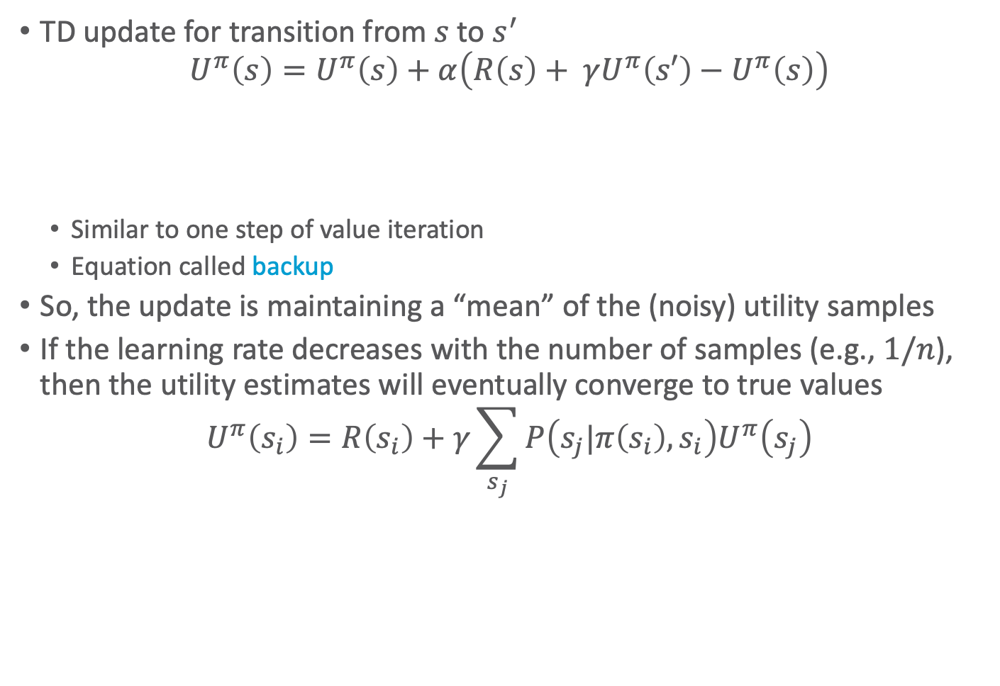 • TD update for transition from s to s′
U^π(s) = U^π(s) + α(R(s) + γU^π(s′) − U^π(s))
• Similar to one step of value iteration
• Equation called backup
• So, the update is maintaining a “mean” of the (noisy) utility samples
• If the learning rate decreases with the number of samples (e.g., 1/n),
then the utility estimates will eventually converge to true values
U^π(s_i) = R(s_i) + γ ∑_{s_j} P(s_j|π(s_i), s_i)U^π(s_j)